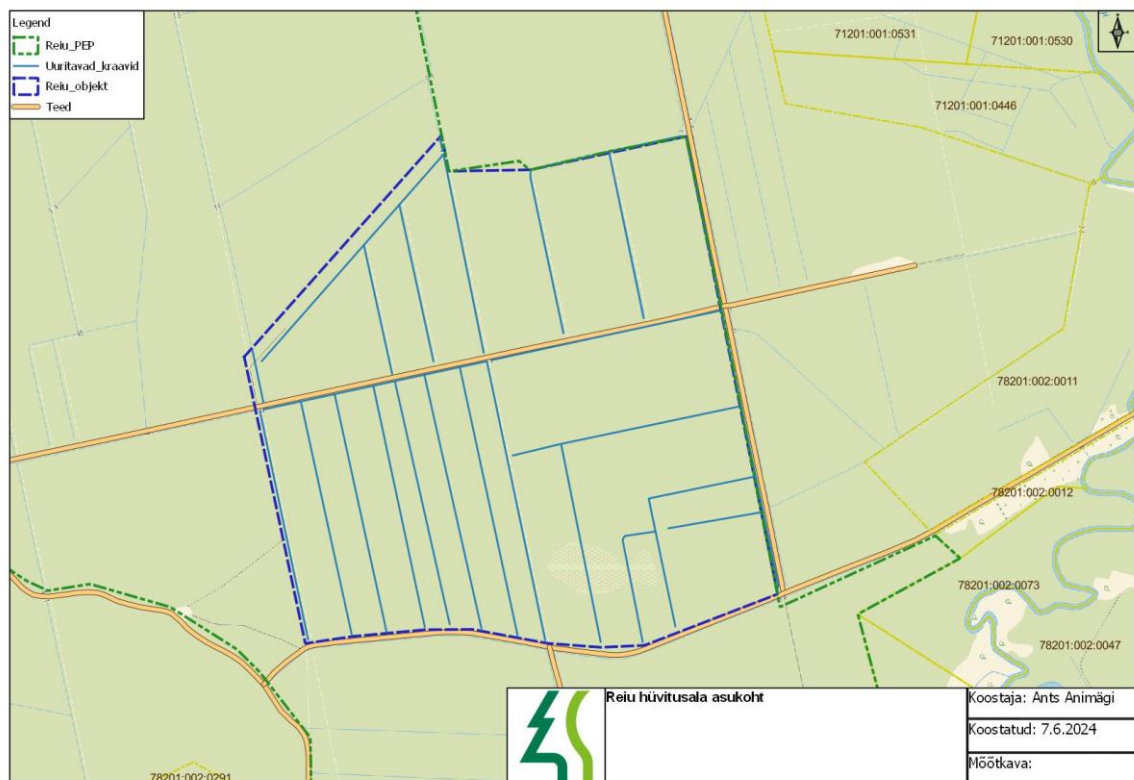 Legend
Reiu_PEP
Uuritavad_kraavid
Reiu_objekt
Teed
71201:001:0531
71201:001:0530
71201:001:0446
78201:002:0011
78201:002:0012
78201:002:0073
78201:002:0047
78201:002:0291
Reiu hüvitusala asukoht
Koostaja: Ants Animägi
Koostatud: 7.6.2024
Mõõtkava: